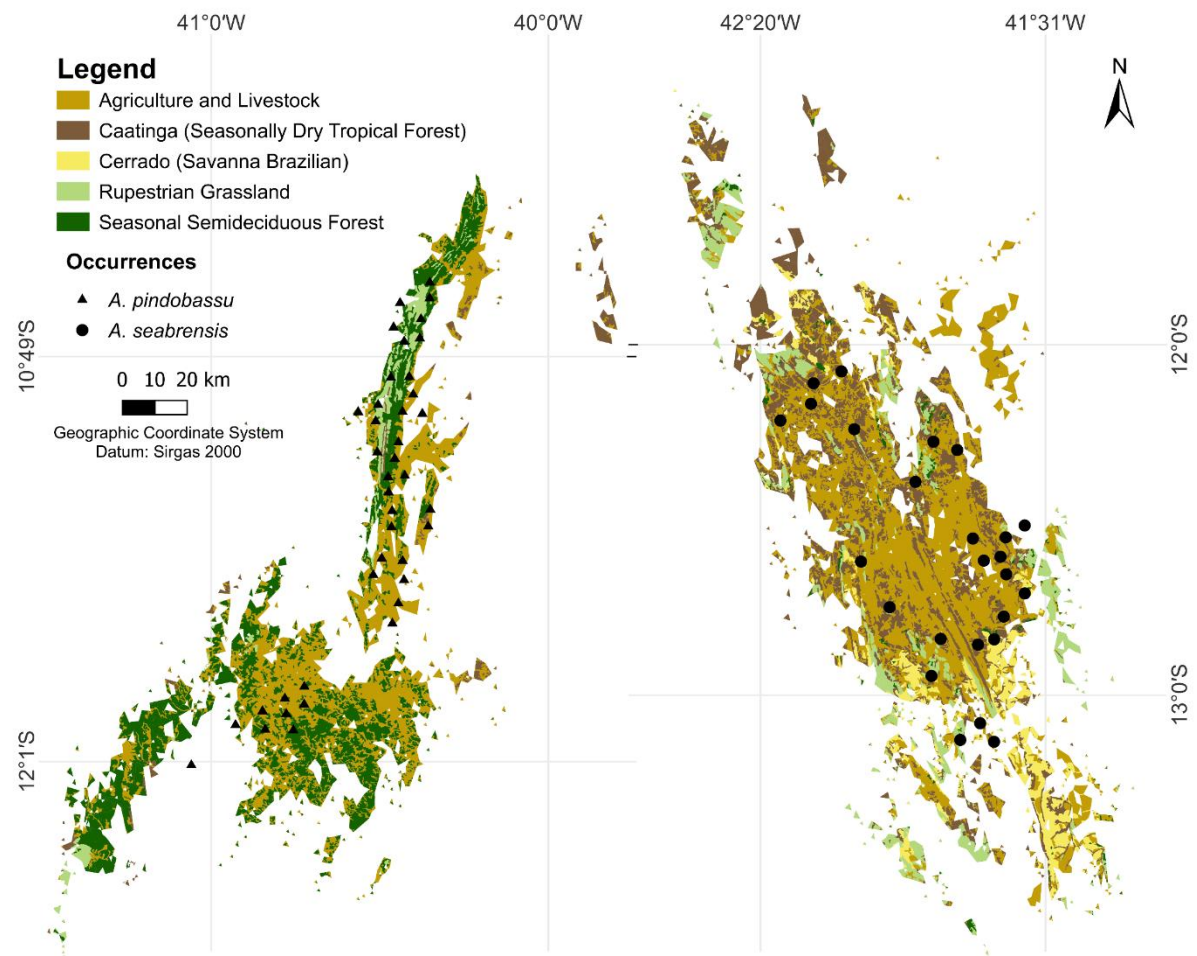 41°0′W
40°0′W
42°20′W
41°31′W
Legend
Agriculture and Livestock
Caatinga (Seasonally Dry Tropical Forest)
Cerrado (Savanna Brazilian)
Rupestrian Grassland
Seasonal Semideciduous Forest
Occurrences
A. pindobassu
A. seabrensis
0 10 20 km
Geographic Coordinate System
Datum: Sirgas 2000
N
10°49′S
12°1′S
12°0′S
13°0′S